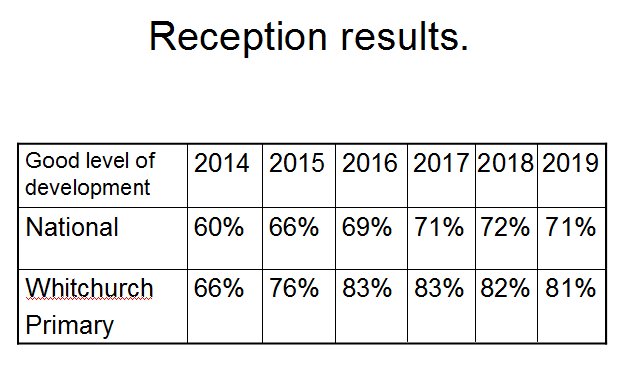 Reception results.
Good level of 2014 2015 2016 2017 2018 2019
development
National 60% 66% 69% 71% 72% 71%
Whitchurch 66% 76% 83% 83% 82% 81%
Primary